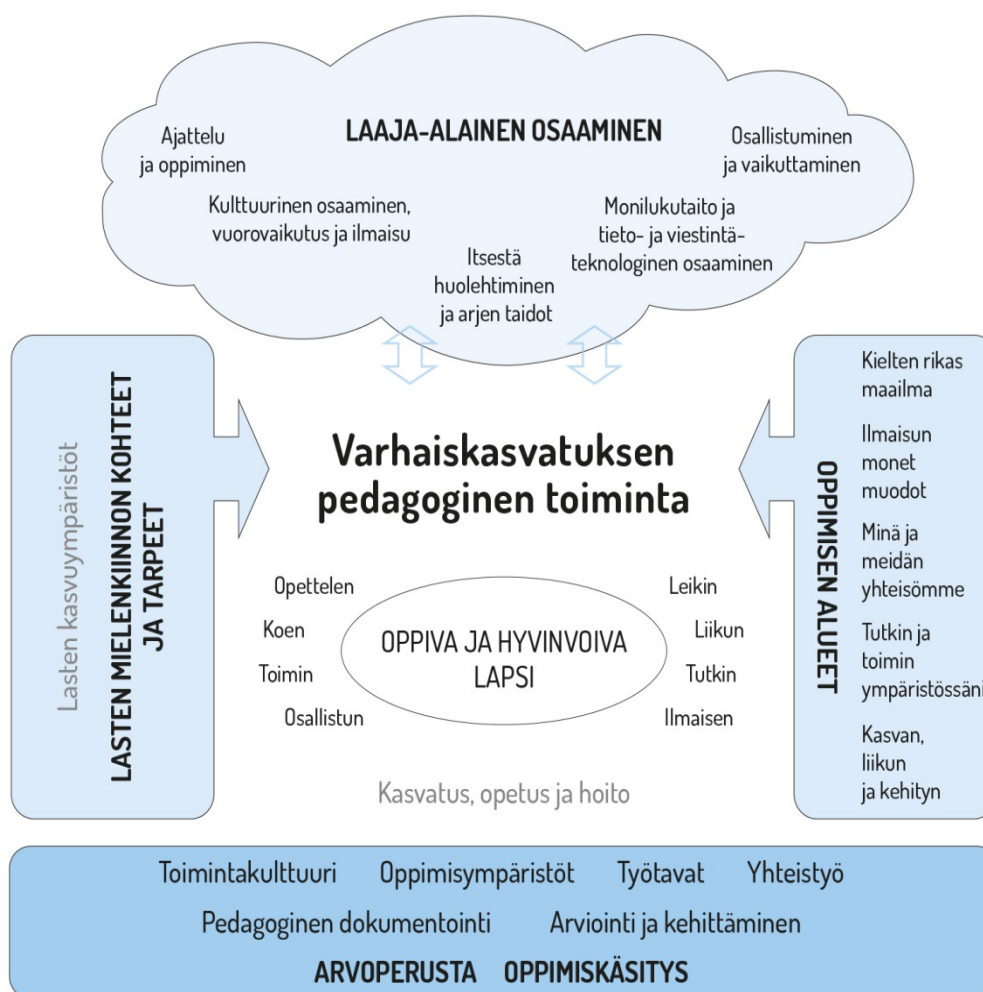 LAAJA-ALAINEN OSAAMINEN
Ajattelu
ja oppiminen
Osallistuminen
ja vaikuttaminen
Kulttuurinen osaaminen,
vuorovaikutus ja ilmaisu
Monilukutaito ja
tieto- ja viestintä-
teknologinen osaaminen
Itsestä
huolehtiminen
ja arjen taidot
Lasten kasvuympäristöt
LASTEN MIELENKIINNON KOHTEET
JA TARPEET
Varhaiskasvatuksen
pedagoginen toiminta
Opettelen
Koen
Toimin
Osallistun
OPPIVA JA HYVINVOIVA
LAPSI
Leikin
Liikun
Tutkin
Ilmaisen
Kasvatus, opetus ja hoito
OPPIMISEN ALUEET
Kielten rikas
maailma
Ilmaisun
monet
muodot
Minä ja
meidän
yhteisömme
Tutkin ja
toimin
ympäristössäni
Kasvan,
liikun
ja kehityn
Toimintakulttuuri Oppimisympäristöt Työtavat Yhteistyö
Pedagoginen dokumentointi Arviointi ja kehittäminen
ARVOPERUSTA OPPIMISKÄSITYS